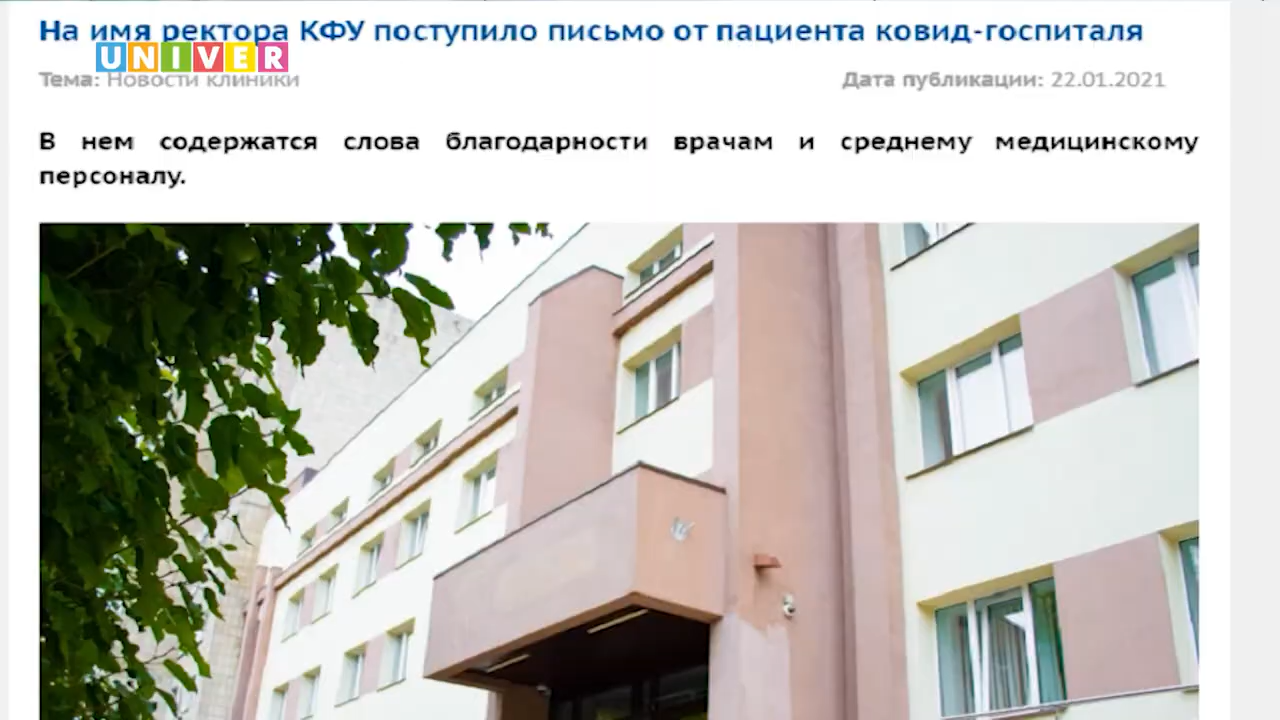 На имя ректора КФУ поступило письмо от пациента ковид-госпиталя
UNIVER
Тема: Новости клиники Дата публикации: 22.01.2021
В нем содержатся слова благодарности врачам и среднему медицинскому
персоналу.